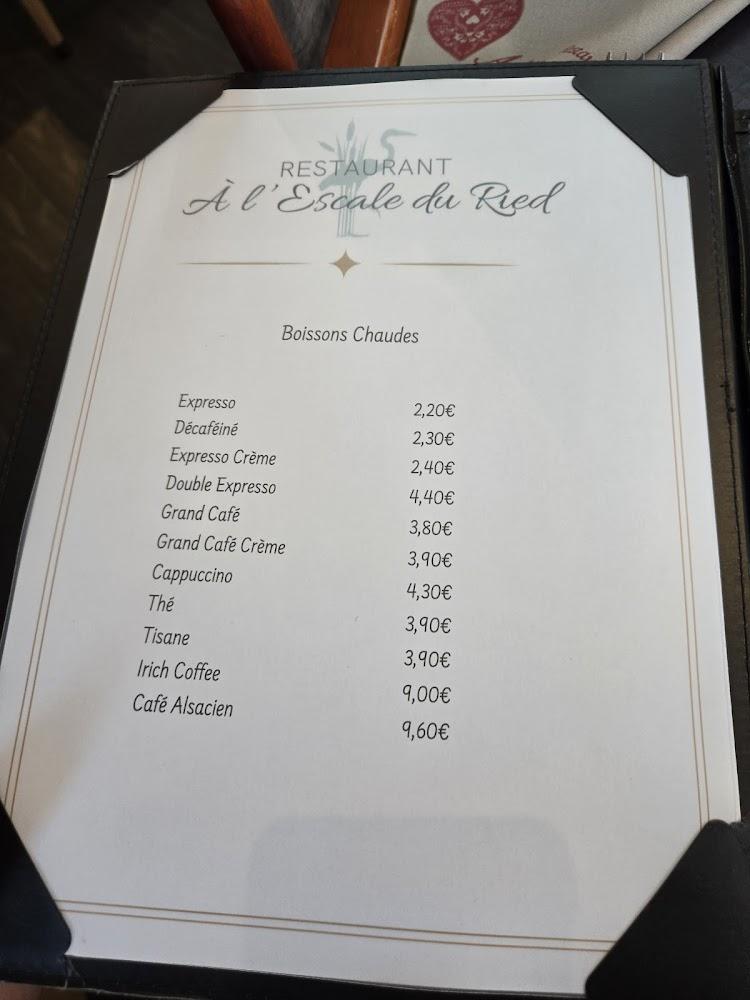 RESTAURANT
À l'Escale du Ried
Boissons Chaudes
Expresso 2,20€
Décaféiné 2,30€
Expresso Crème 2,40€
Double Expresso 4,40€
Grand Café 3,80€
Grand Café Crème 3,90€
Cappuccino 4,30€
Thé 3,90€
Tisane 3,90€
Irich Coffee 9,00€
Café Alsacien 9,60€